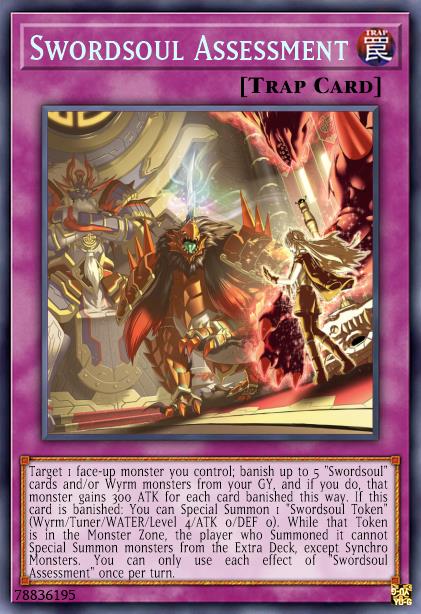 SWORDSOUL ASSESSMENT
TRAP
罠
[TRAP CARD]
Target 1 face-up monster you control; banish up to 5 "Swordsoul"
cards and/or Wyrm monsters from your GY, and if you do, that
monster gains 300 ATK for each card banished this way. If this
card is banished: You can Special Summon 1 "Swordsoul Token"
(Wyrm/Tuner/WATER/Level 4/ATK 0/DEF 0). While that Token
is in the Monster Zone, the player who Summoned it cannot
Special Summon monsters from the Extra Deck, except Synchro
Monsters. You can only use each effect of "Swordsoul
Assessment" once per turn.
78836195